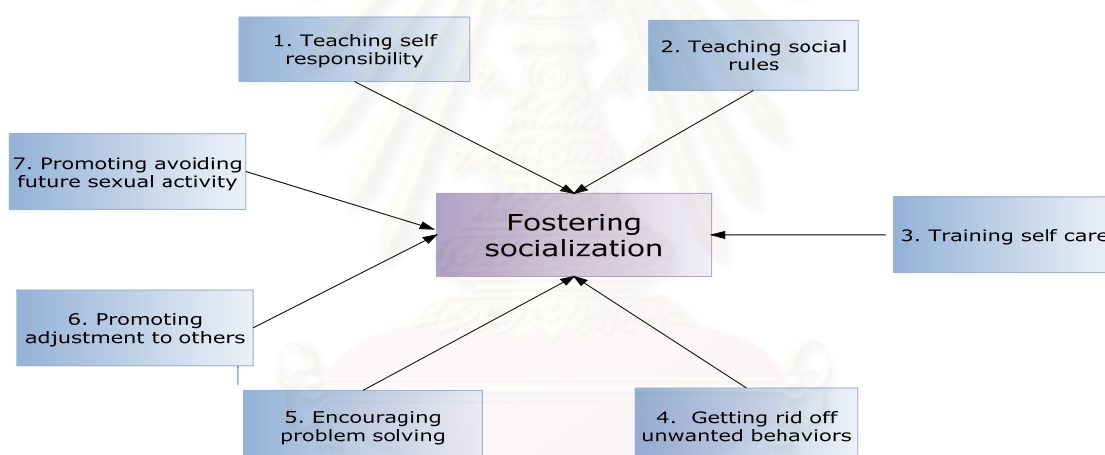 1. Teaching self
responsibility
2. Teaching social
rules
7. Promoting avoiding
future sexual activity
Fostering
socialization
3. Training self care
6. Promoting
adjustment to others
5. Encouraging
problem solving
4. Getting rid off
unwanted behaviors